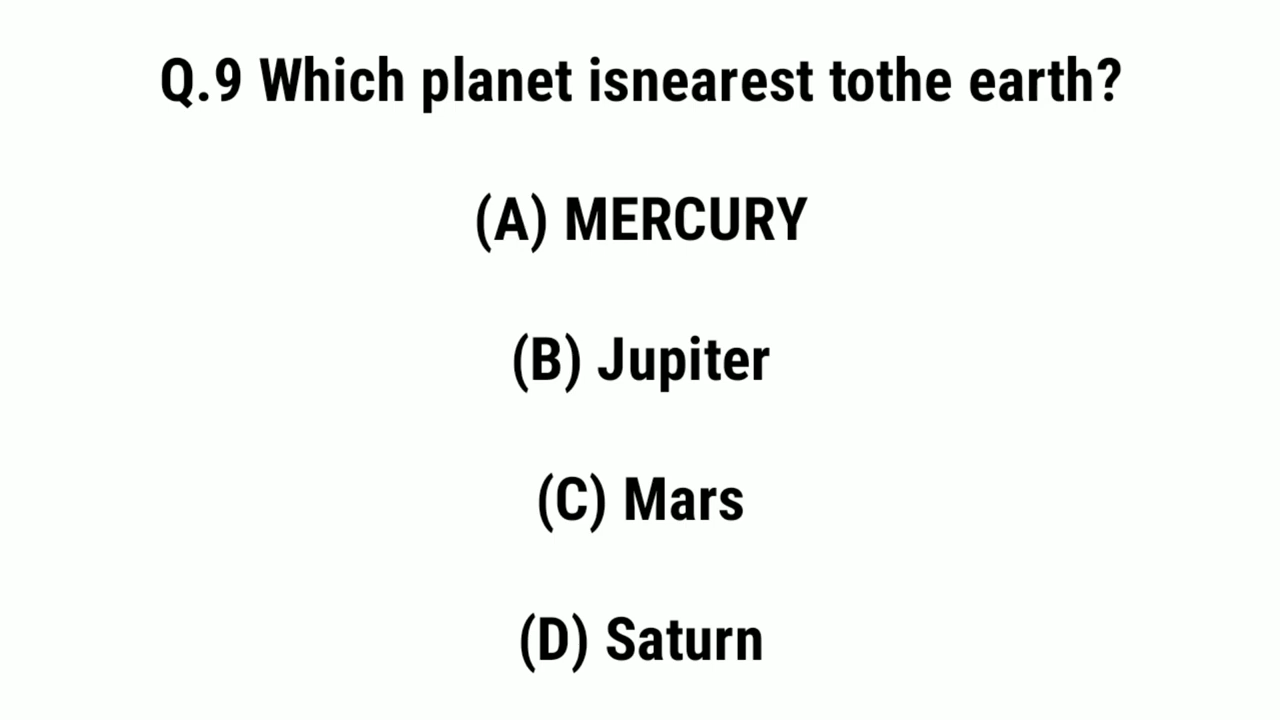 Q.9 Which planet isnearest tothe earth?
(A) MERCURY
(B) Jupiter
(C) Mars
(D) Saturn